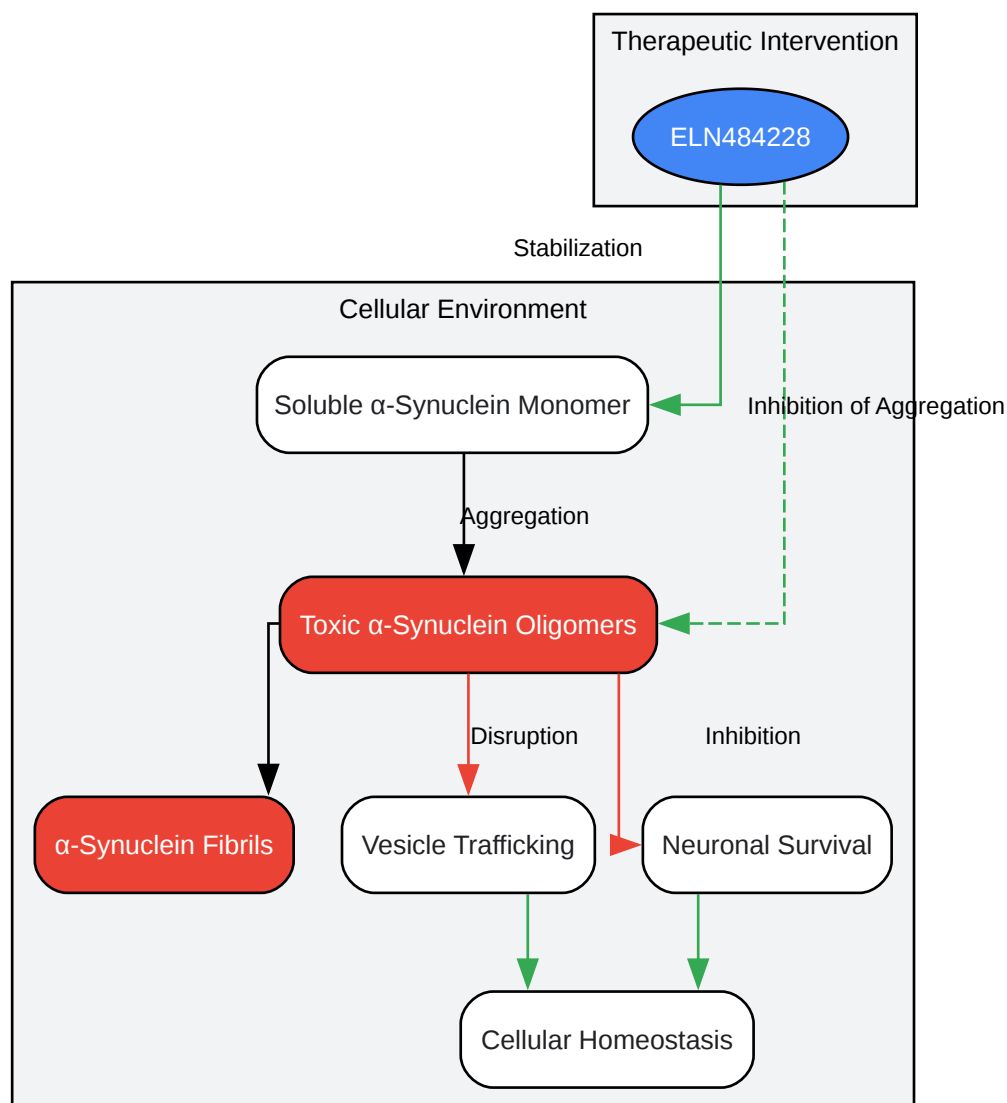 Therapeutic Intervention
ELN484228
Stabilization
Cellular Environment
Soluble α-Synuclein Monomer
Inhibition of Aggregation
Aggregation
Toxic α-Synuclein Oligomers
Disruption
Inhibition
α-Synuclein Fibrils
Vesicle Trafficking
Neuronal Survival
Cellular Homeostasis